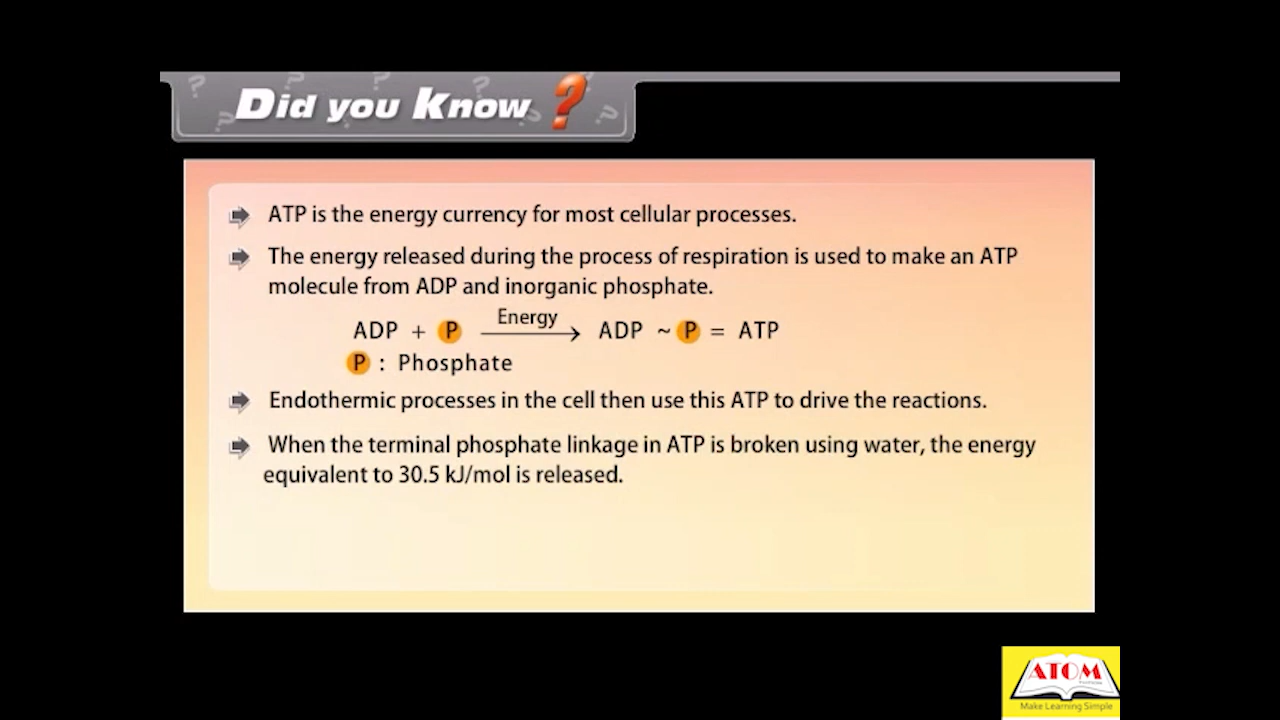 Did you Know ?
ATP is the energy currency for most cellular processes.
The energy released during the process of respiration is used to make an ATP
molecule from ADP and inorganic phosphate.
ADP + P Energy → ADP ~ P = ATP
P : Phosphate
Endothermic processes in the cell then use this ATP to drive the reactions.
When the terminal phosphate linkage in ATP is broken using water, the energy
equivalent to 30.5 kJ/mol is released.
ATOM
Make Learning Simple